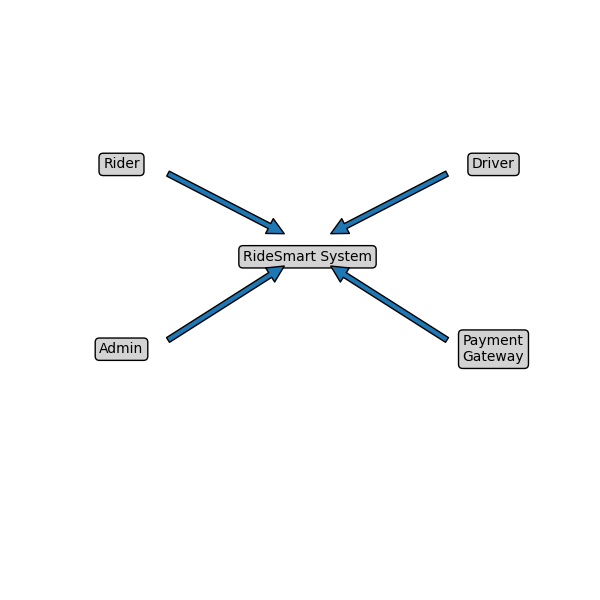 Rider
Driver
RideSmart System
Admin
Payment
Gateway